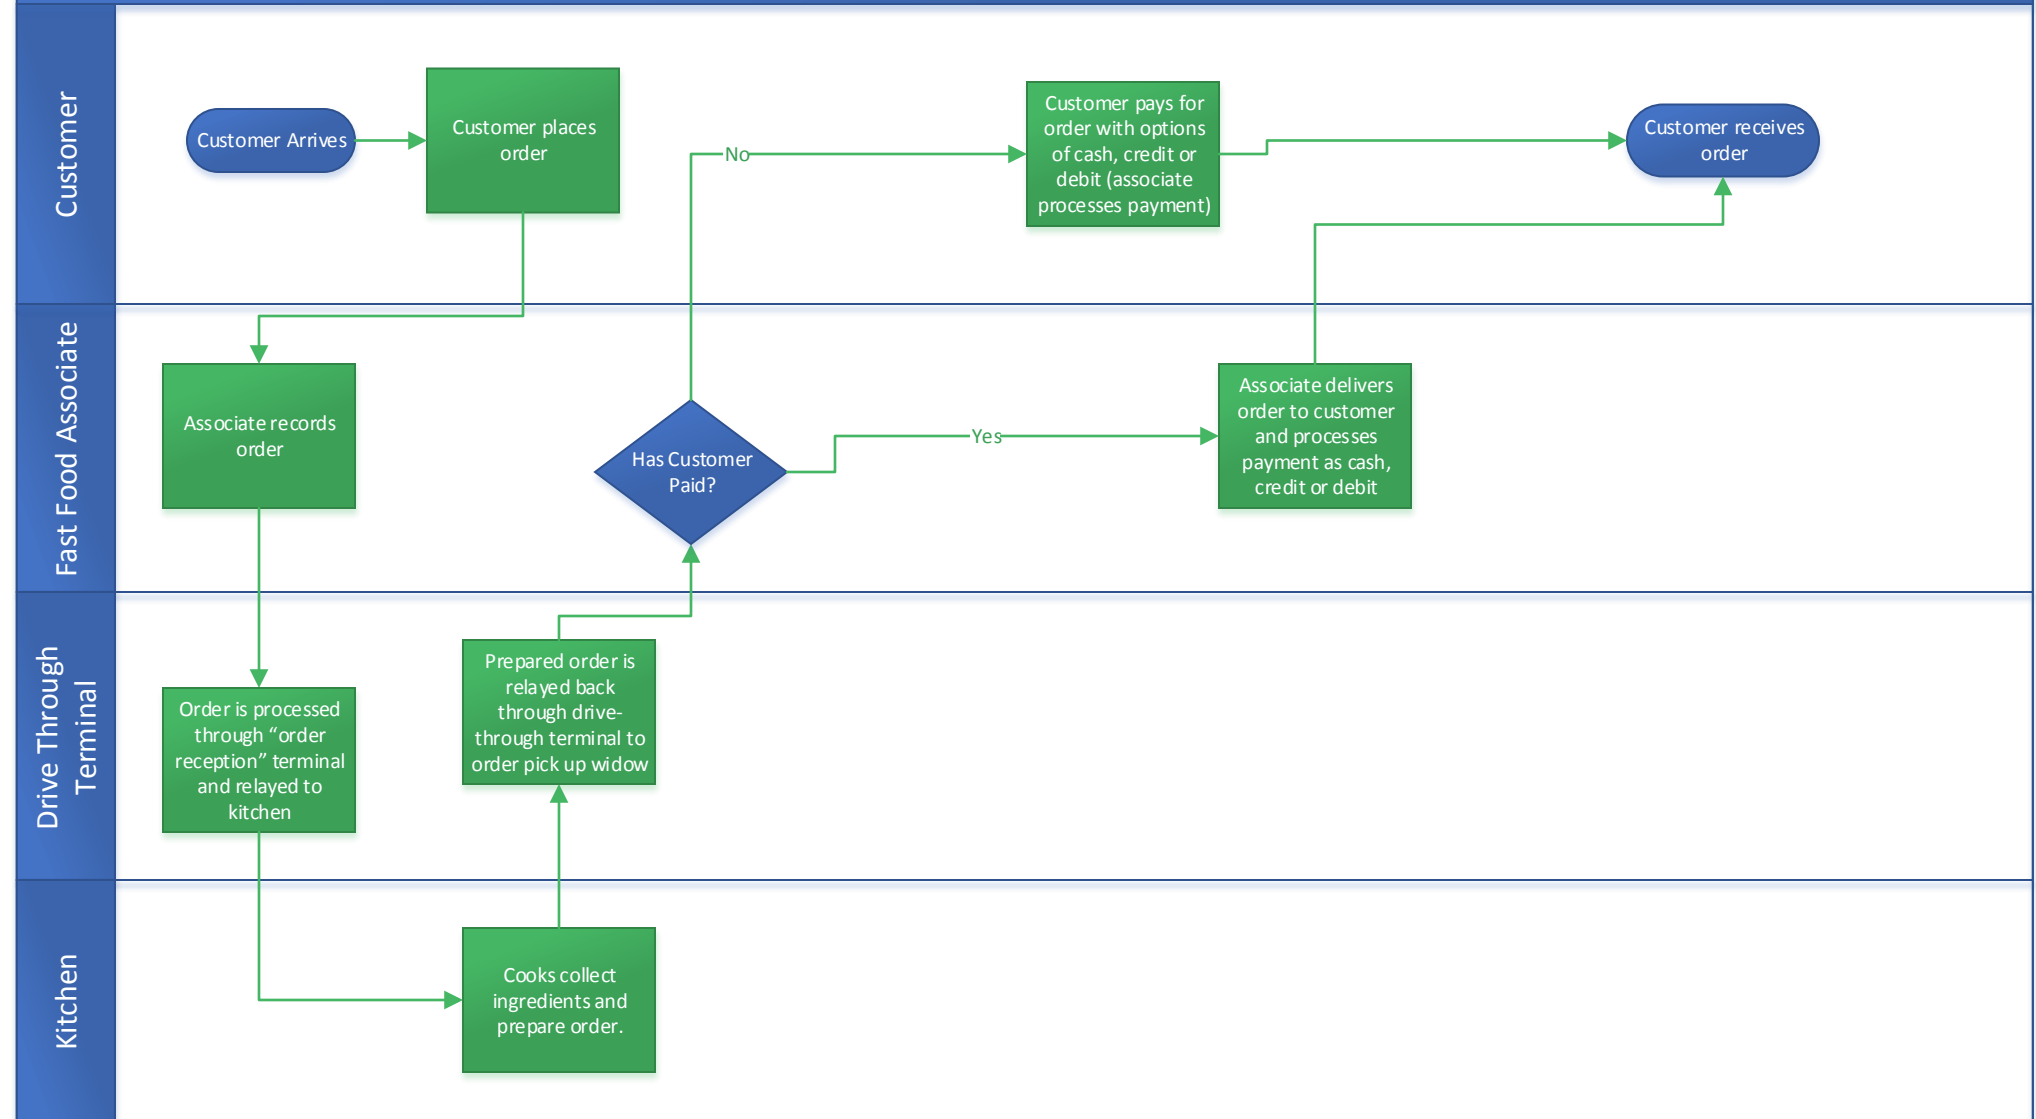 Customer
Customer Arrives
Customer places
order
No
Customer pays for
order with options
of cash, credit or
debit (associate
processes payment)
Customer receives
order
Fast Food Associate
Associate records
order
Has Customer
Paid?
Yes
Associate delivers
order to customer
and processes
payment as cash,
credit or debit
Drive Through
Terminal
Order is processed
through “order
reception” terminal
and relayed to
kitchen
Prepared order is
relayed back
through drive-
through terminal to
order pick up widow
Kitchen
Cooks collect
ingredients and
prepare order.